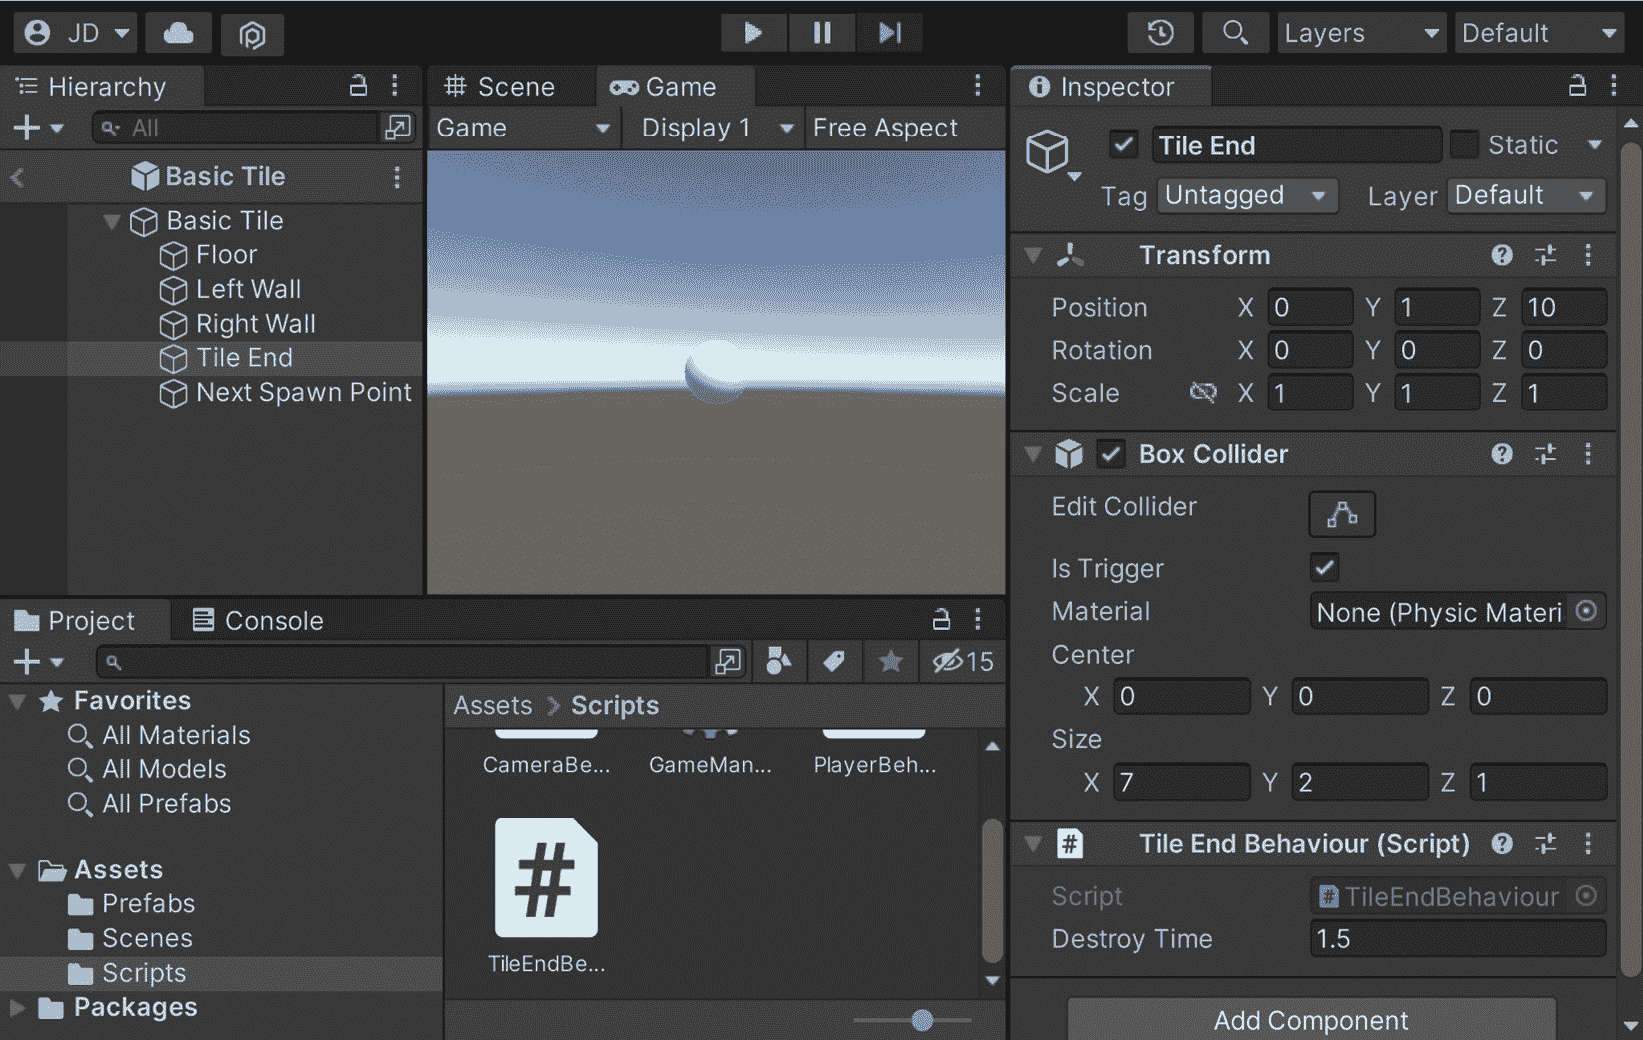 JD
Layers
Default
Hierarchy
All
Basic Tile
Basic Tile
Floor
Left Wall
Right Wall
Tile End
Next Spawn Point
Scene
Game
Game
Display 1
Free Aspect
Inspector
Tile End
Static
Tag
Untagged
Layer
Default
Transform
Position X 0 Y 1 Z 10
Rotation X 0 Y 0 Z 0
Scale X 1 Y 1 Z 1
Box Collider
Edit Collider
Is Trigger
Material None (Physic Materi
Center
X 0 Y 0 Z 0
Size
X 7 Y 2 Z 1
Tile End Behaviour (Script)
Script # TileEndBehaviour
Destroy Time 1.5
Add Component
Project
Console
15
Favorites
All Materials
All Models
All Prefabs
Assets
Prefabs
Scenes
Scripts
Packages
Assets > Scripts
CameraBe...
GameMan...
PlayerBeh...
#
TileEndBe...